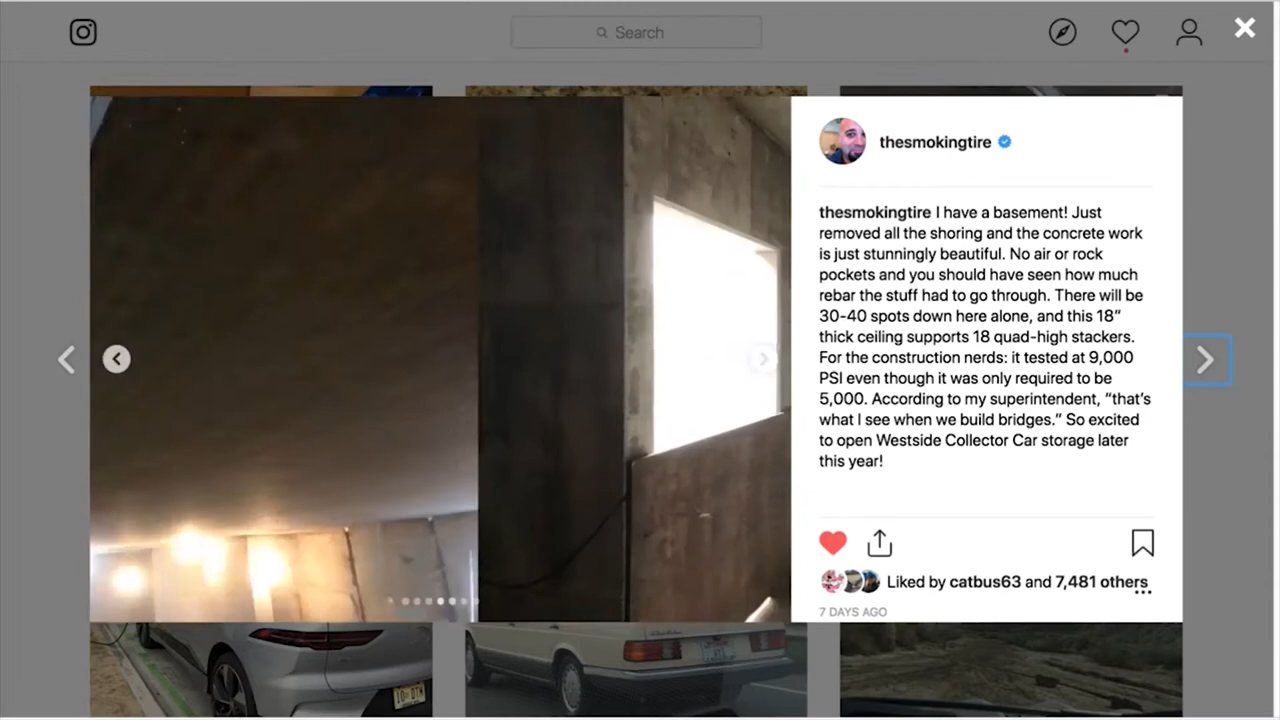 Search
thesmokingtire
thesmokingtire I have a basement! Just
removed all the shoring and the concrete work
is just stunningly beautiful. No air or rock
pockets and you should have seen how much
rebar the stuff had to go through. There will be
30-40 spots down here alone, and this 18”
thick ceiling supports 18 quad-high stackers.
For the construction nerds: it tested at 9,000
PSI even though it was only required to be
5,000. According to my superintendent, “that’s
what I see when we build bridges.” So excited
to open Westside Collector Car storage later
this year!
Liked by catbus63 and 7,481 others
7 DAYS AGO